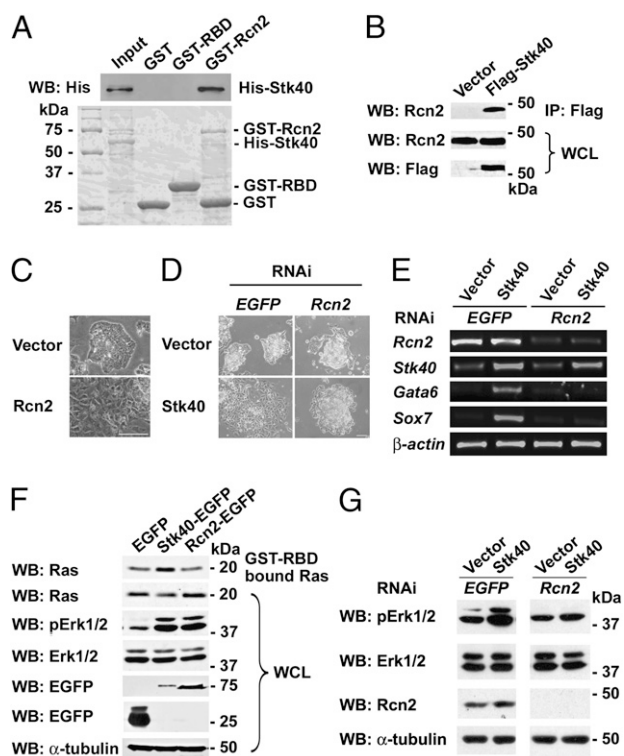 A
Input
GST
GST-RBD
GST-Rcn2
WB: His
His-Stk40
kDa
75 -
50 -
25 -
GST-Rcn2
His-Stk40
GST-RBD
GST
B
Vector
Flag-Stk40
WB: Rcn2
- 50
IP: Flag
WB: Rcn2
- 50
WB: Flag
- 50
WCL
kDa
C
Vector
Rcn2
D
RNAi
EGFP
Rcn2
Vector
Stk40
E
Vector
Stk40
Vector
Stk40
RNAi
EGFP
Rcn2
Rcn2
Stk40
Gata6
Sox7
β-actin
F
EGFP
Stk40-EGFP
Rcn2-EGFP
kDa
WB: Ras
- 20
GST-RBD
bound Ras
WB: Ras
- 20
WB: pErk1/2
- 37
WB: Erk1/2
- 37
WB: EGFP
- 75
WB: EGFP
- 25
WB: α-tubulin
- 50
WCL
G
Vector
Stk40
Vector
Stk40
RNAi
EGFP
Rcn2
kDa
WB: pErk1/2
- 37
WB: Erk1/2
- 37
WB: Rcn2
- 50
WB: α-tubulin
- 50